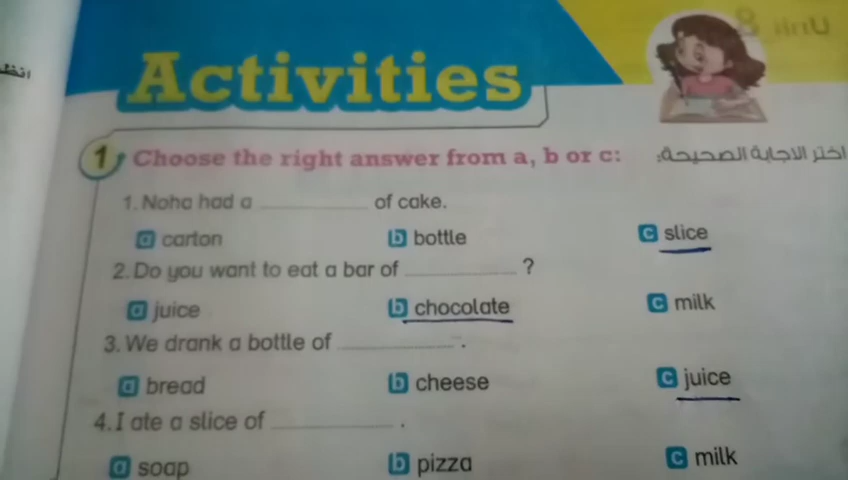 Unit 8
Activities
1 Choose the right answer from a, b or c:
اختر الاجابة الصحيحة:
1. Noha had a __________ of cake.
a carton b bottle c slice
2. Do you want to eat a bar of __________ ?
a juice b chocolate c milk
3. We drank a bottle of __________ .
a bread b cheese c juice
4. I ate a slice of __________ .
a soap b pizza c milk